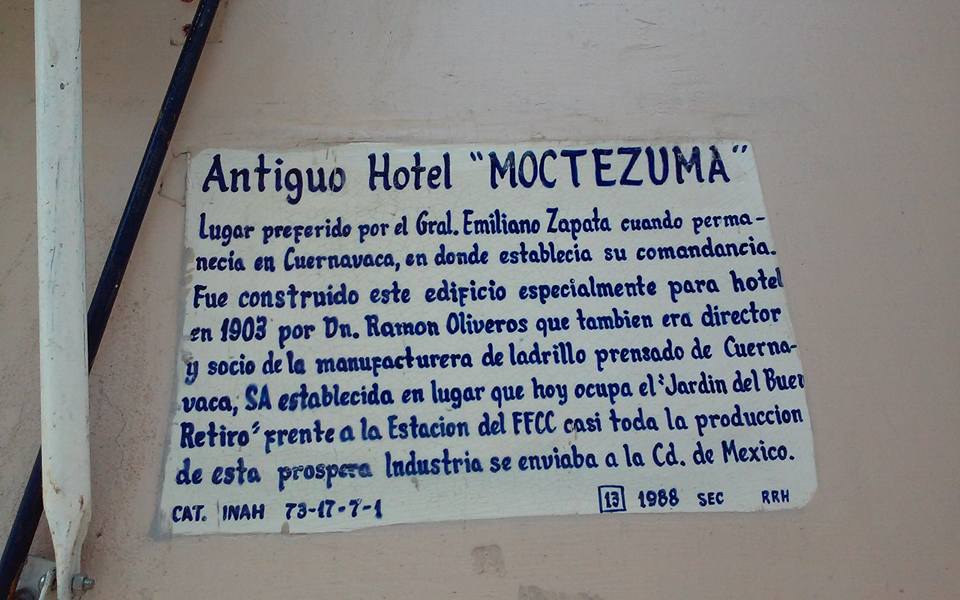 Antiguo Hotel "MOCTEZUMA"
Lugar preferido por el Gral. Emiliano Zapata cuando perma-
necia en Cuernavaca, en donde establecia su comandancia.
Fue construido este edificio especialmente para hotel
en 1903 por Dn. Ramon Oliveros que tambien era director
y socio de la manufacturera de ladrillo prensado de Cuerna-
vaca, SA establecida en lugar que hoy ocupa el "Jardin del Buen
Retiro" frente a la Estacion del FFCC casi toda la produccion
de esta prospera Industria se enviaba a la Cd. de Mexico.
CAT. INAH 73-17-7-1 13 1988 SEC RRH